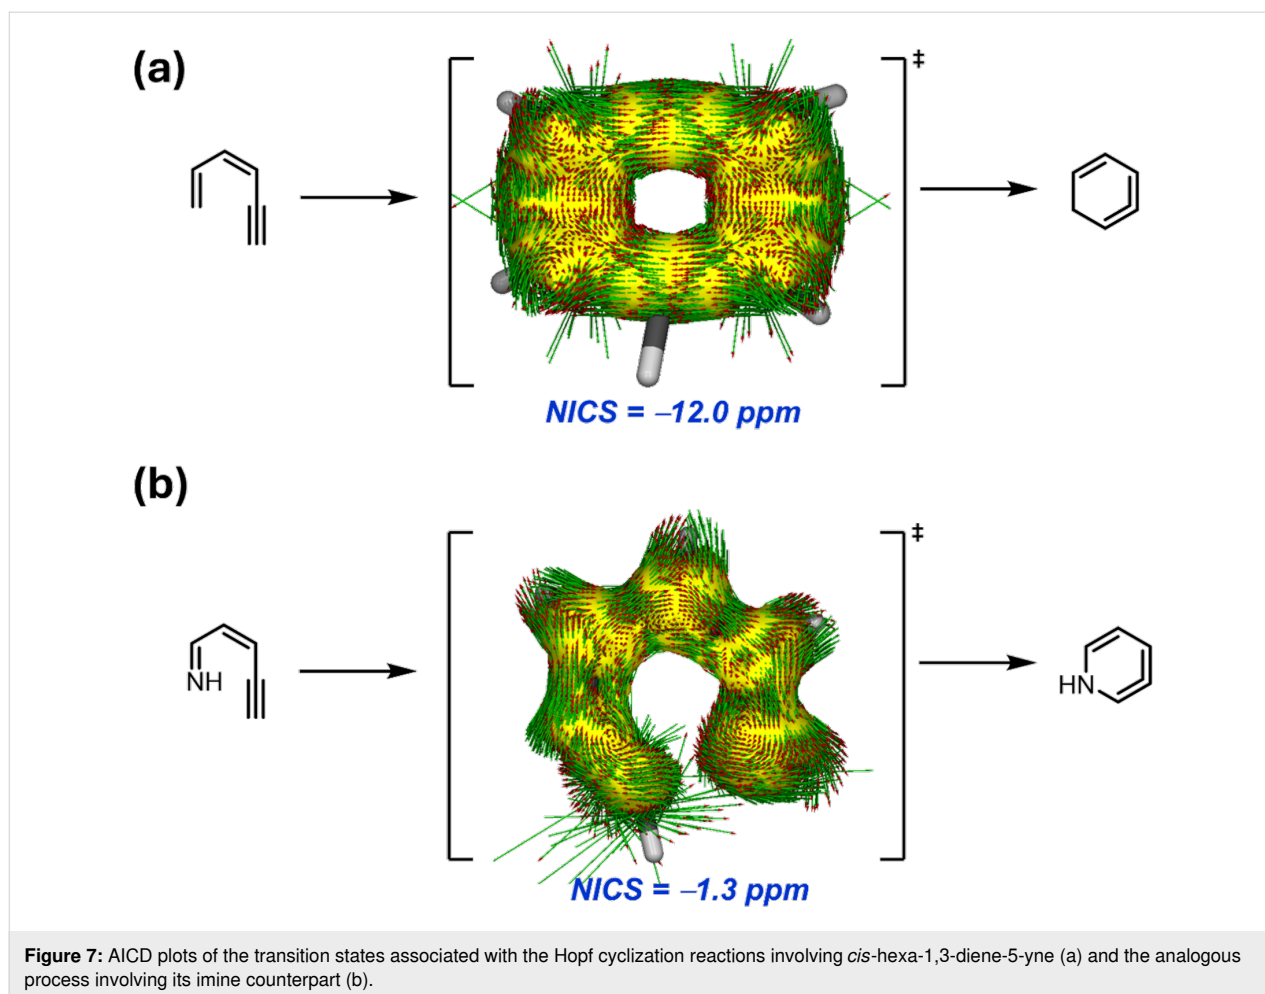 (a)
‡
NICS = −12.0 ppm
(b)
‡
NH
HN
NICS = −1.3 ppm
Figure 7: AICD plots of the transition states associated with the Hopf cyclization reactions involving cis-hexa-1,3-diene-5-yne (a) and the analogous
process involving its imine counterpart (b).